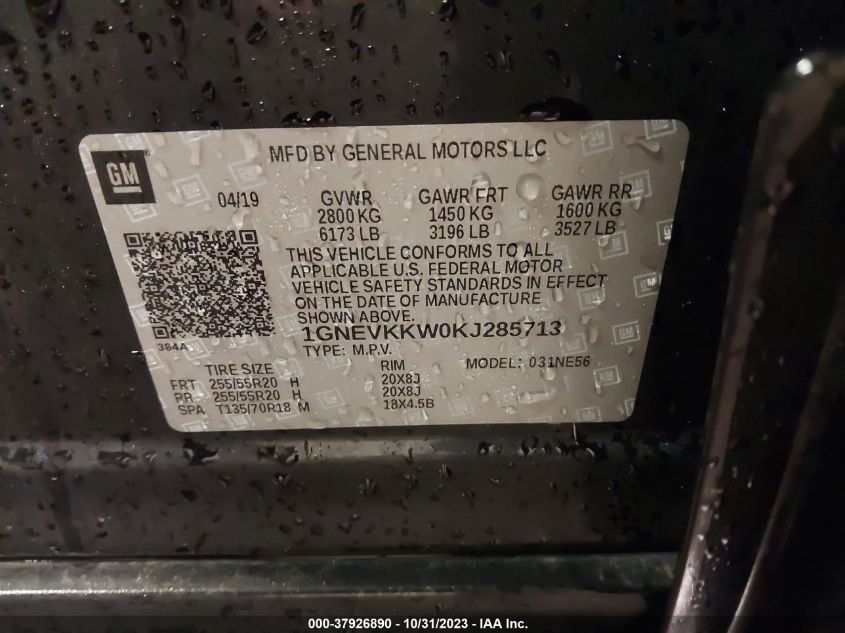 GM
MFD BY GENERAL MOTORS LLC
04/19 GVWR GAWR FRT GAWR RR
2800 KG 1450 KG 1600 KG
6173 LB 3196 LB 3527 LB
THIS VEHICLE CONFORMS TO ALL
APPLICABLE U.S. FEDERAL MOTOR
VEHICLE SAFETY STANDARDS IN EFFECT
ON THE DATE OF MANUFACTURE
SHOWN ABOVE.
384A
1GNEVKKW0KJ285713
TYPE: M.P.V. MODEL: 031NE56
TIRE SIZE RIM
FRT 255/55R20 H 20X8J
RR 255/55R20 H 20X8J
SPA T135/70R18 M 18X4.5B
000-37926890 - 10/31/2023 - IAA Inc.